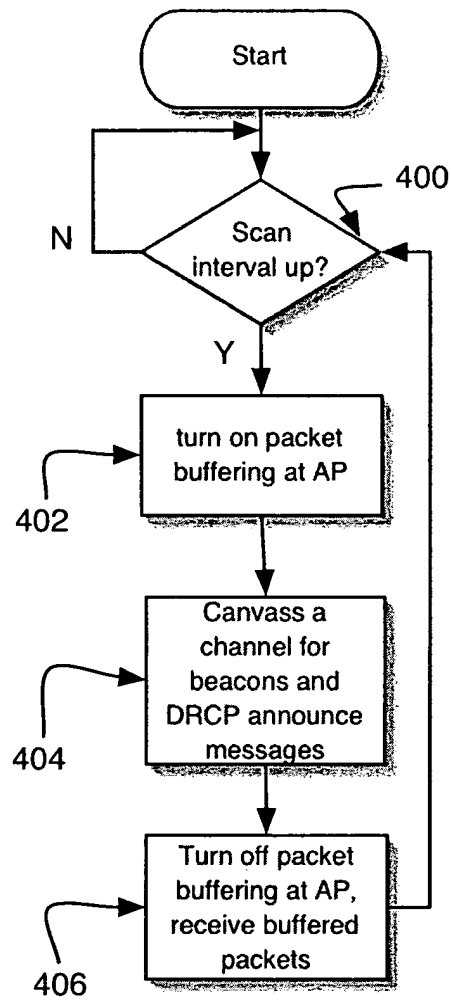 Start
400
N
Scan
interval up?
Y
turn on packet
buffering at AP
402
Canvass a
channel for
beacons and
DRCP announce
messages
404
Turn off packet
buffering at AP,
receive buffered
packets
406